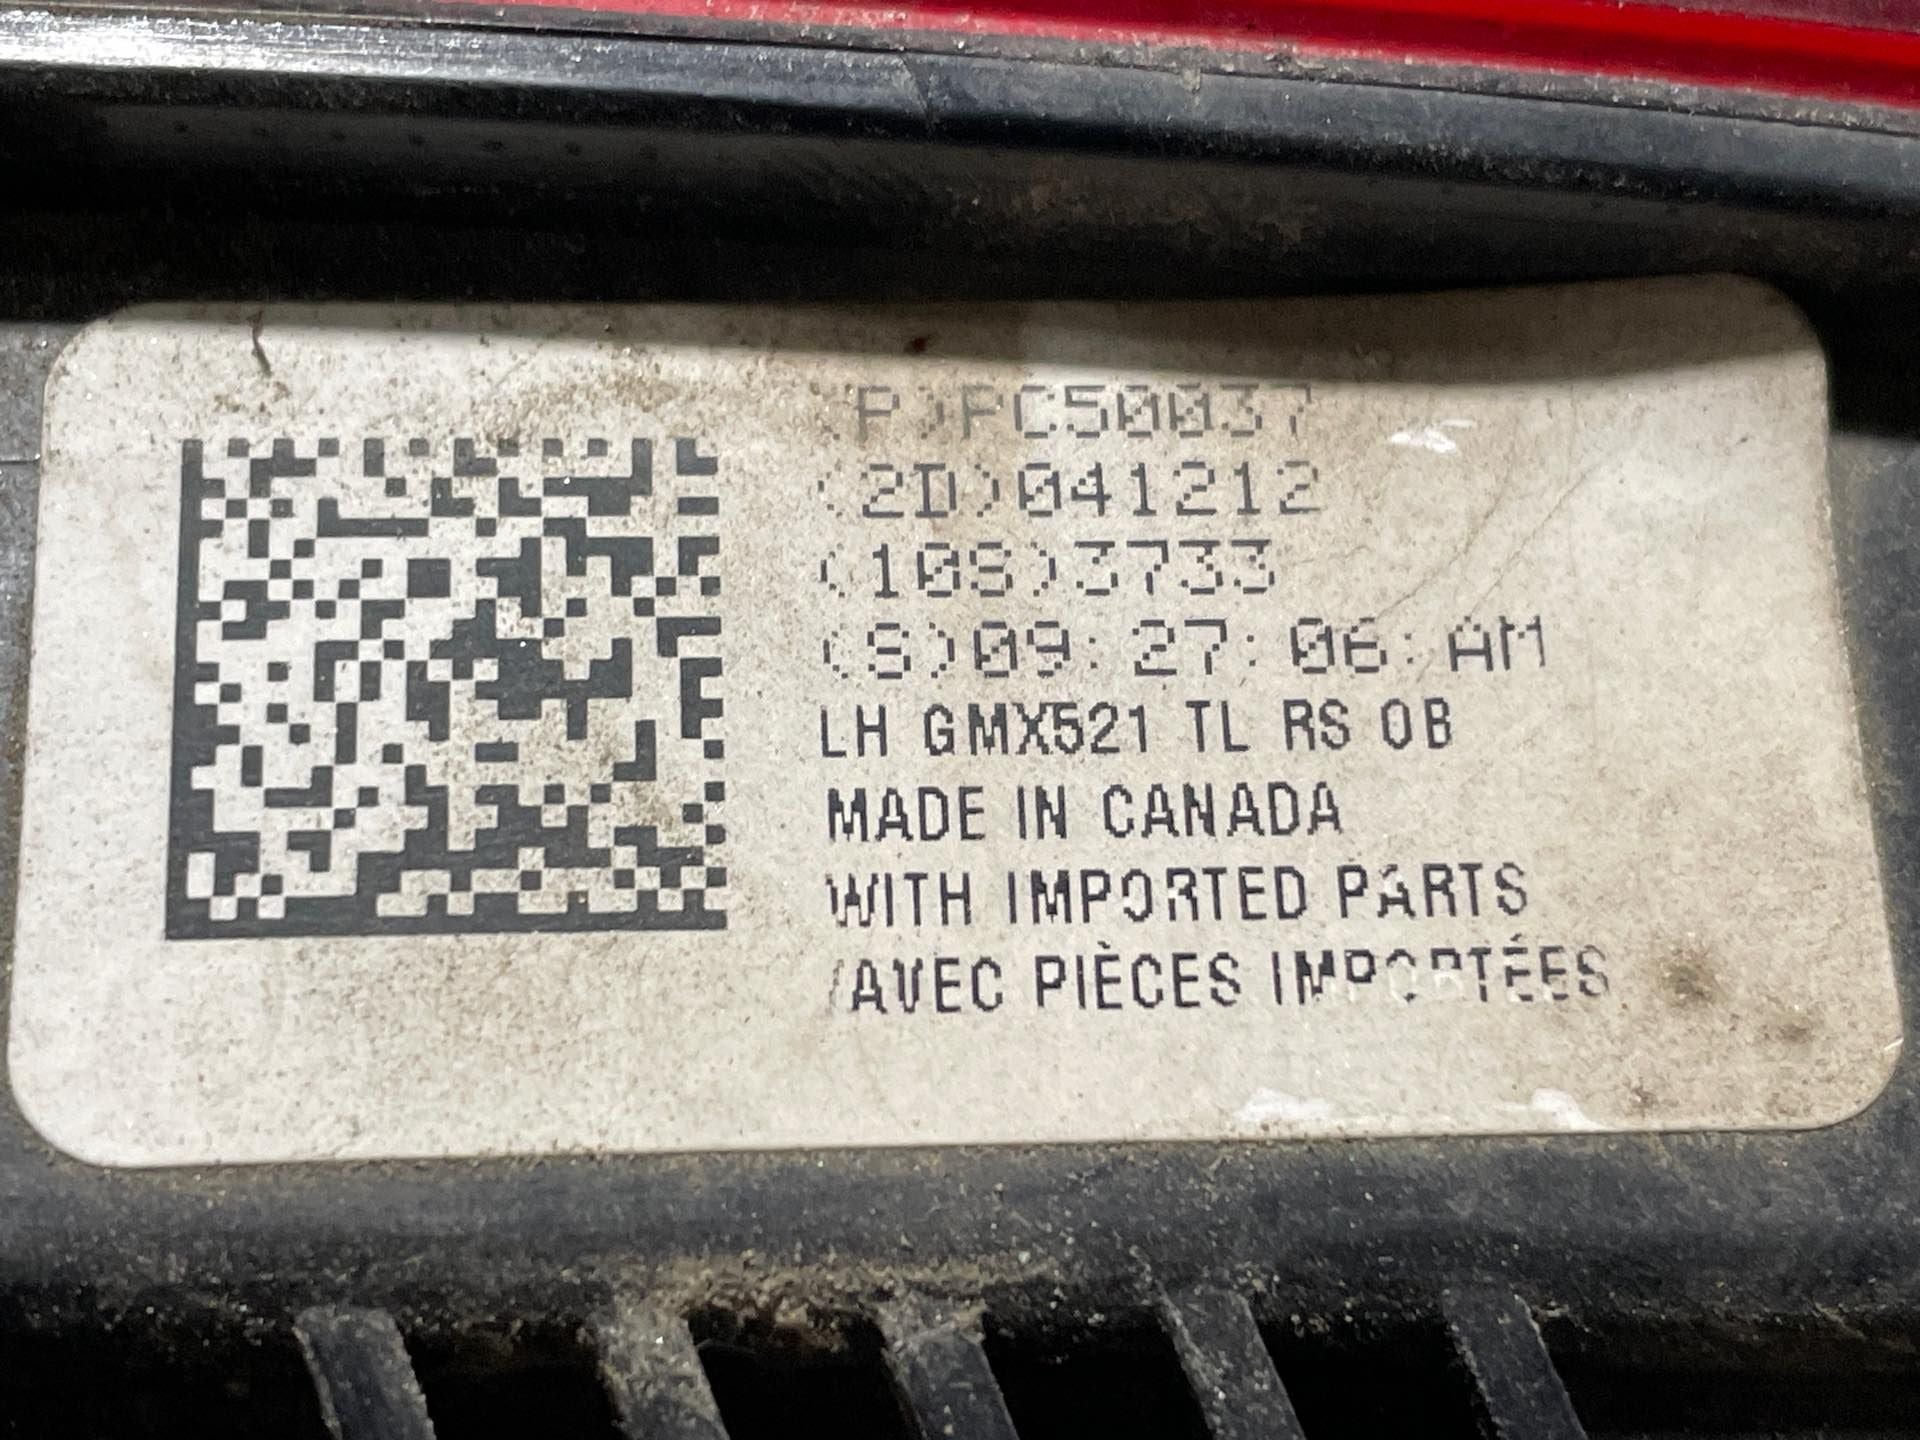 (P)PC50037
(2D)041212
(10S)3733
(S)09:27:06:AM
LH GMX521 TL RS OB
MADE IN CANADA
WITH IMPORTED PARTS
/AVEC PIÈCES IMPORTÉES